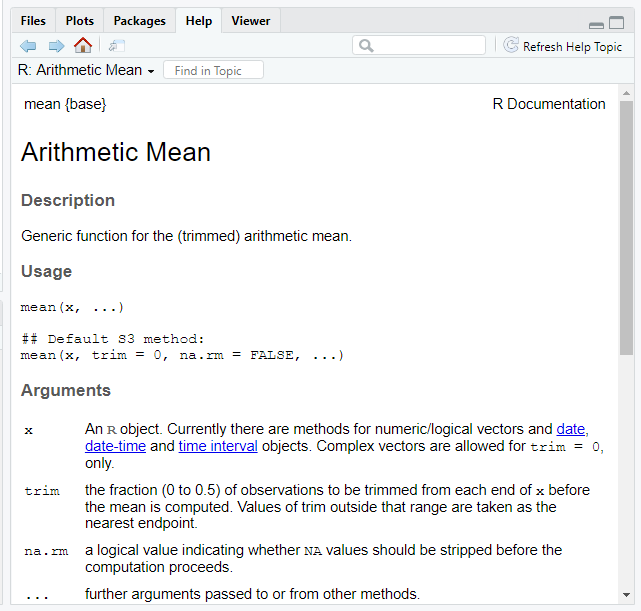 Files Plots Packages Help Viewer
Refresh Help Topic
R: Arithmetic Mean Find in Topic
mean {base} R Documentation
Arithmetic Mean
Description
Generic function for the (trimmed) arithmetic mean.
Usage
mean(x, ...)
## Default S3 method:
mean(x, trim = 0, na.rm = FALSE, ...)
Arguments
x An R object. Currently there are methods for numeric/logical vectors and date,
date-time and time interval objects. Complex vectors are allowed for trim = 0,
only.
trim the fraction (0 to 0.5) of observations to be trimmed from each end of x before
the mean is computed. Values of trim outside that range are taken as the
nearest endpoint.
na.rm a logical value indicating whether NA values should be stripped before the
computation proceeds.
... further arguments passed to or from other methods.